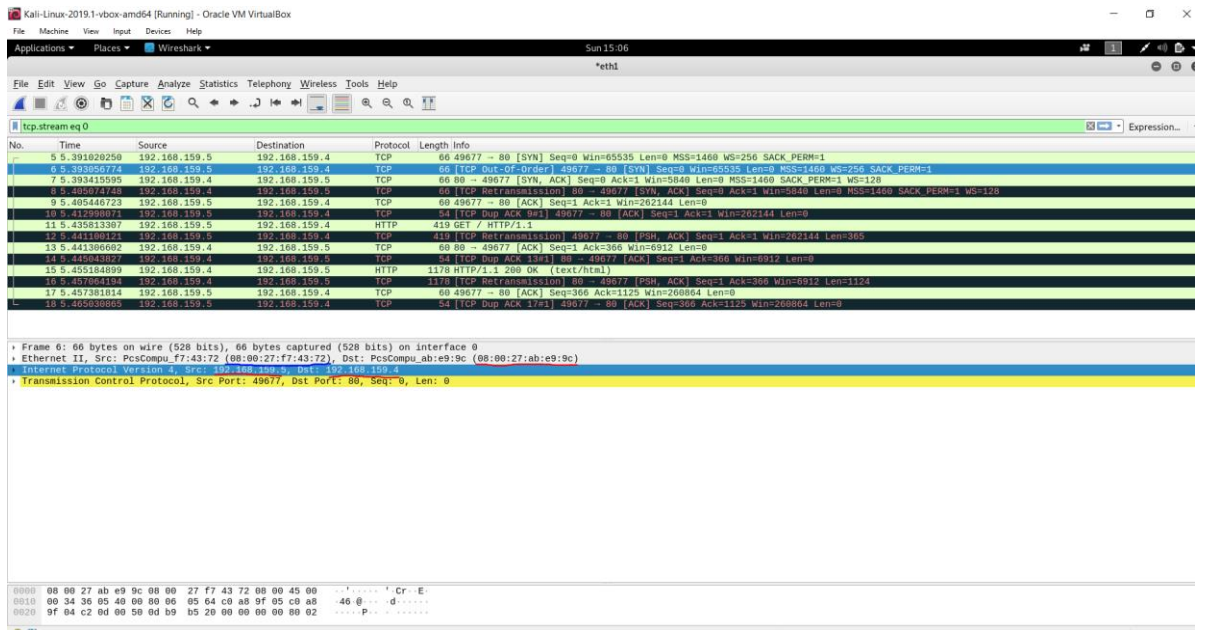 Kali-Linux-2019.1-vbox-amd64 [Running] - Oracle VM VirtualBox
File Machine View Input Devices Help
Applications Places Wireshark Sun 15:06 1
*eth1
File Edit View Go Capture Analyze Statistics Telephony Wireless Tools Help
tcp.stream eq 0 Expression...
No. Time Source Destination Protocol Length Info
5 5.391020250 192.168.159.5 192.168.159.4 TCP 66 49677 → 80 [SYN] Seq=0 Win=65535 Len=0 MSS=1460 WS=256 SACK_PERM=1
6 5.393056774 192.168.159.5 192.168.159.4 TCP 66 [TCP Out-Of-Order] 49677 → 80 [SYN] Seq=0 Win=65535 Len=0 MSS=1460 WS=256 SACK_PERM=1
7 5.393415595 192.168.159.4 192.168.159.5 TCP 66 80 → 49677 [SYN, ACK] Seq=0 Ack=1 Win=5840 Len=0 MSS=1460 SACK_PERM=1 WS=128
8 5.405074748 192.168.159.4 192.168.159.5 TCP 66 [TCP Retransmission] 80 → 49677 [SYN, ACK] Seq=0 Ack=1 Win=5840 Len=0 MSS=1460 SACK_PERM=1 WS=128
9 5.405446723 192.168.159.5 192.168.159.4 TCP 60 49677 → 80 [ACK] Seq=1 Ack=1 Win=262144 Len=0
10 5.412998071 192.168.159.5 192.168.159.4 TCP 54 [TCP Dup ACK 9#1] 49677 → 80 [ACK] Seq=1 Ack=1 Win=262144 Len=0
11 5.435813307 192.168.159.5 192.168.159.4 HTTP 419 GET / HTTP/1.1
12 5.441100121 192.168.159.5 192.168.159.4 TCP 419 [TCP Retransmission] 49677 → 80 [PSH, ACK] Seq=1 Ack=1 Win=262144 Len=365
13 5.441306602 192.168.159.4 192.168.159.5 TCP 60 80 → 49677 [ACK] Seq=1 Ack=366 Win=6912 Len=0
14 5.445043827 192.168.159.4 192.168.159.5 TCP 54 [TCP Dup ACK 13#1] 80 → 49677 [ACK] Seq=1 Ack=366 Win=6912 Len=0
15 5.455184899 192.168.159.4 192.168.159.5 HTTP 1178 HTTP/1.1 200 OK (text/html)
16 5.457064194 192.168.159.4 192.168.159.5 TCP 1178 [TCP Retransmission] 80 → 49677 [PSH, ACK] Seq=1 Ack=366 Win=6912 Len=1124
17 5.457381814 192.168.159.5 192.168.159.4 TCP 60 49677 → 80 [ACK] Seq=366 Ack=1125 Win=260864 Len=0
18 5.465030865 192.168.159.5 192.168.159.4 TCP 54 [TCP Dup ACK 17#1] 49677 → 80 [ACK] Seq=366 Ack=1125 Win=260864 Len=0
Frame 6: 66 bytes on wire (528 bits), 66 bytes captured (528 bits) on interface 0
Ethernet II, Src: PcsCompu_f7:43:72 (08:00:27:f7:43:72), Dst: PcsCompu_ab:e9:9c (08:00:27:ab:e9:9c)
Internet Protocol Version 4, Src: 192.168.159.5, Dst: 192.168.159.4
Transmission Control Protocol, Src Port: 49677, Dst Port: 80, Seq: 0, Len: 0
0000 08 00 27 ab e9 9c 08 00 27 f7 43 72 08 00 45 00 ··'····· '·Cr··E·
0010 00 34 36 05 40 00 80 06 05 64 c0 a8 9f 05 c0 a8 ·46·@··· ·d······
0020 9f 04 c2 0d 00 50 0d b9 b5 20 00 00 00 00 80 02 ·····P·· · ······